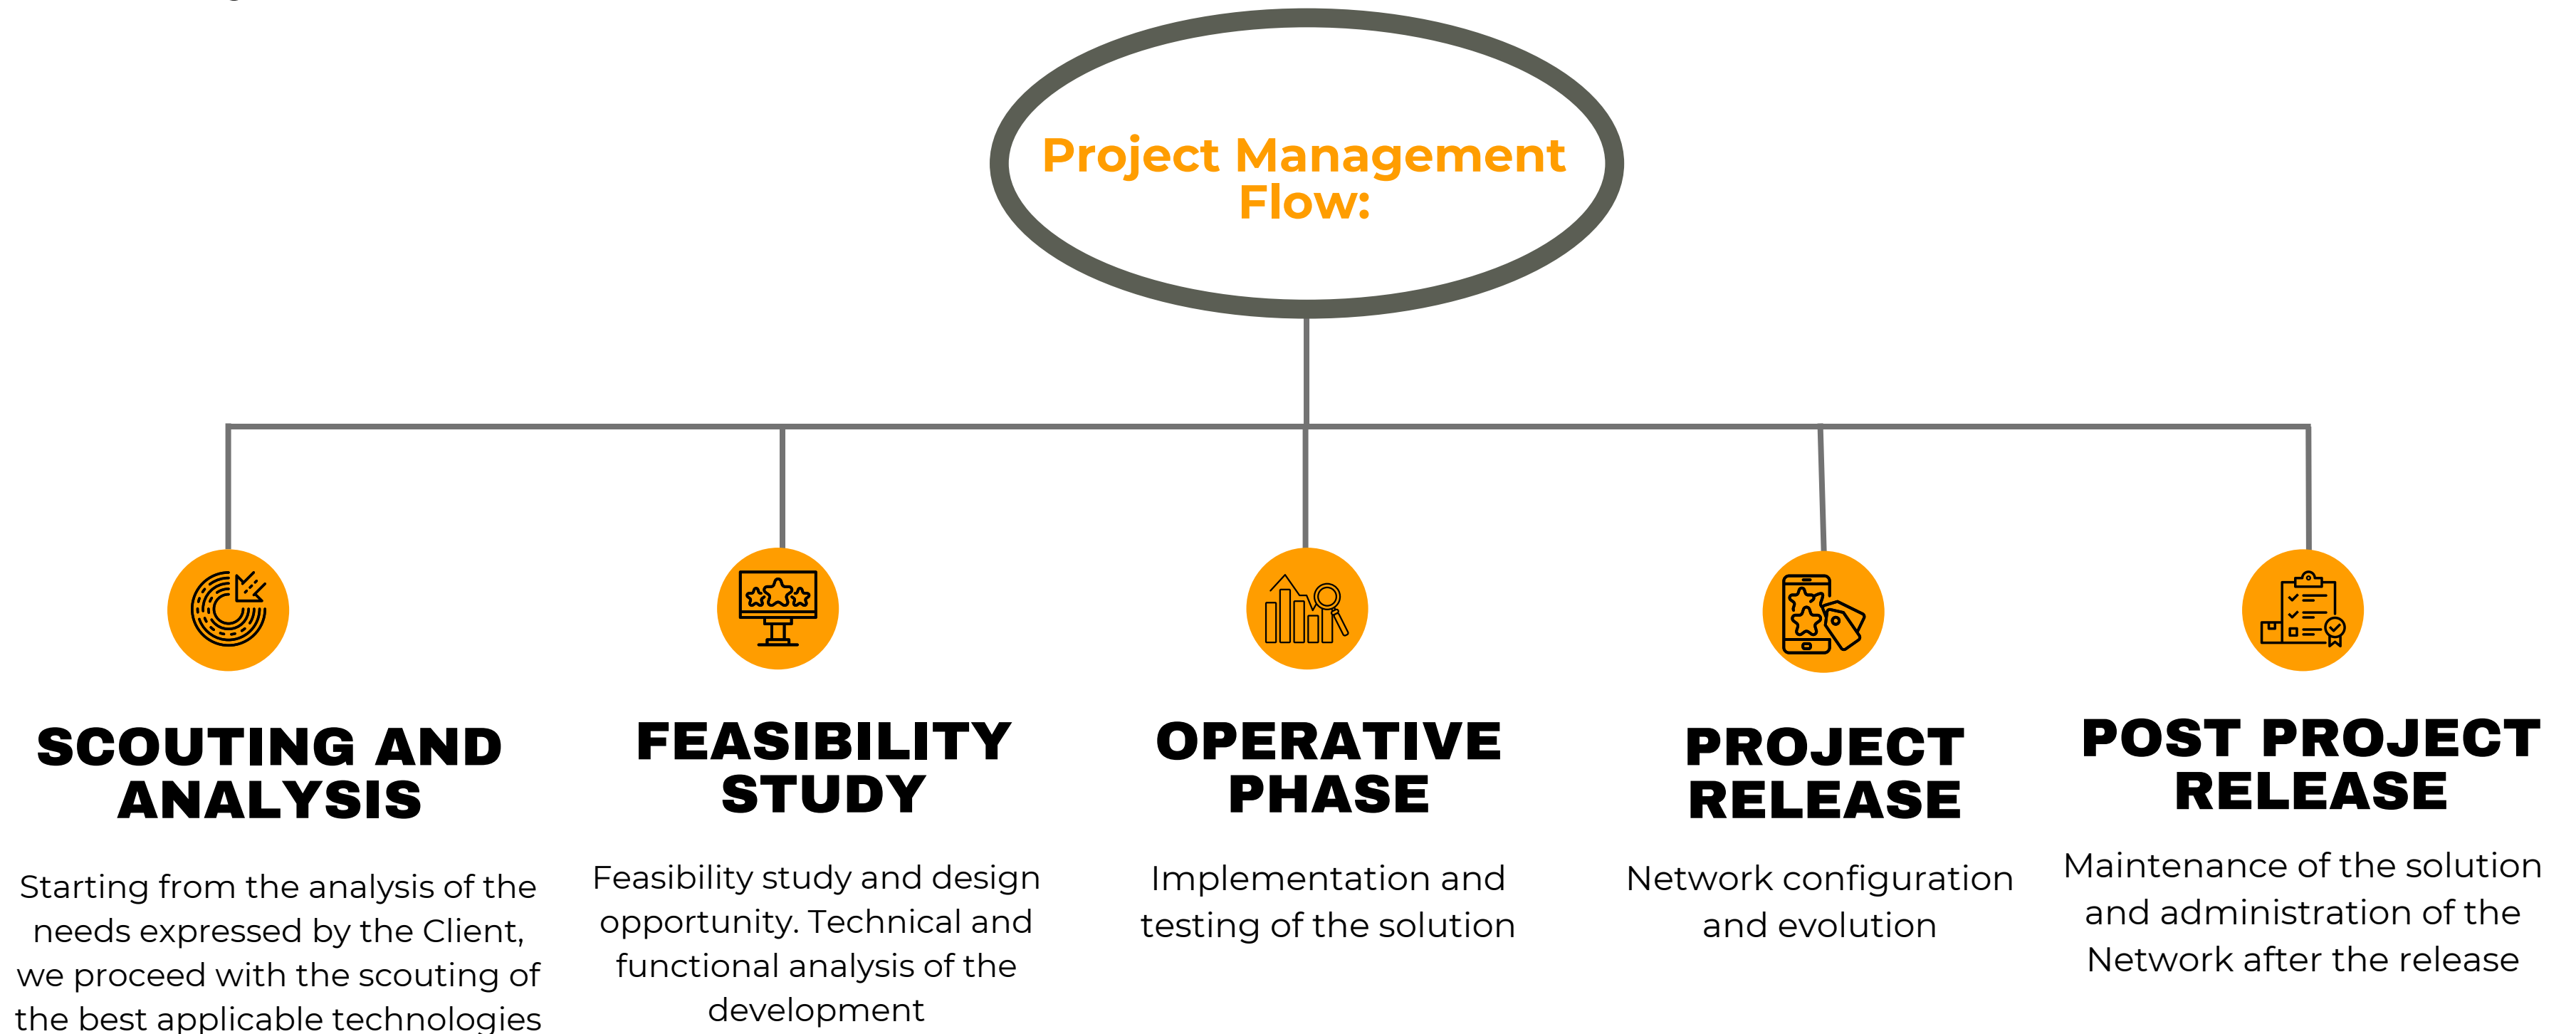 Project Management
Flow:
SCOUTING AND
ANALYSIS
Starting from the analysis of the
needs expressed by the Client,
we proceed with the scouting of
the best applicable technologies
FEASIBILITY
STUDY
Feasibility study and design
opportunity. Technical and
functional analysis of the
development
OPERATIVE
PHASE
Implementation and
testing of the solution
PROJECT
RELEASE
Network configuration
and evolution
POST PROJECT
RELEASE
Maintenance of the solution
and administration of the
Network after the release